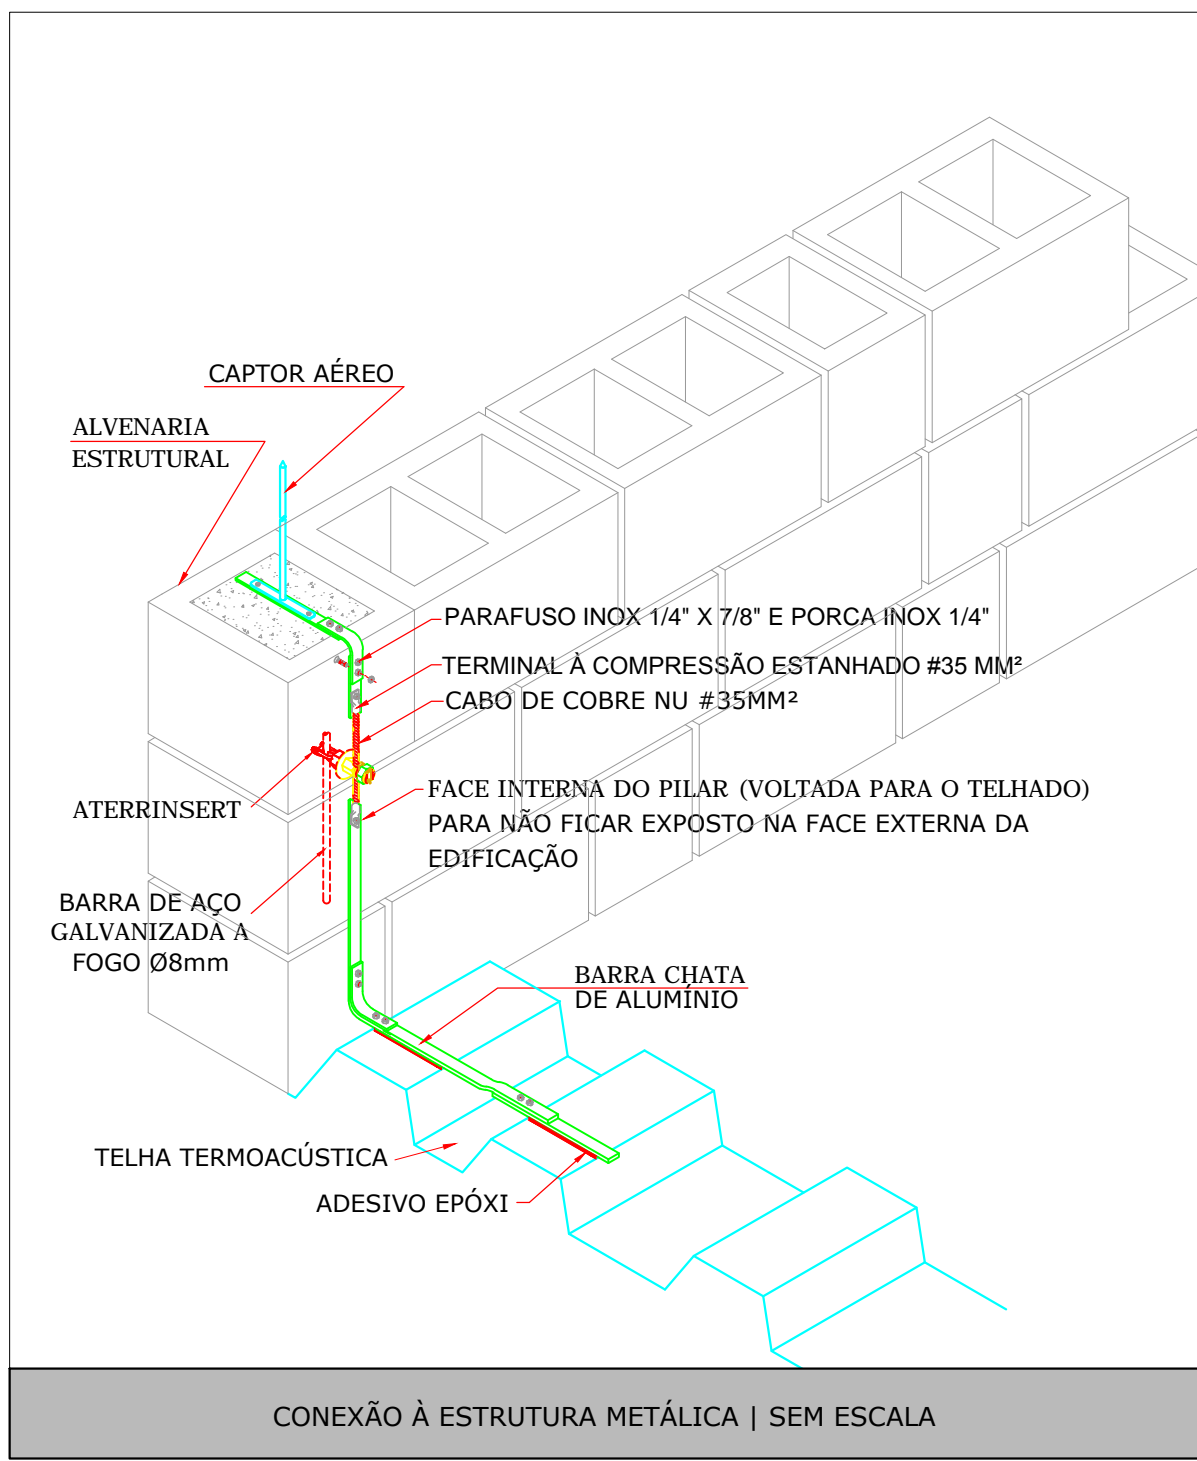 CAPTOR AÉREO
ALVENARIA
ESTRUTURAL
PARAFUSO INOX 1/4" X 7/8" E PORCA INOX 1/4"
TERMINAL À COMPRESSÃO ESTANHADO #35 MM²
CABO DE COBRE NU #35MM²
ATERRINSERT
FACE INTERNA DO PILAR (VOLTADA PARA O TELHADO)
PARA NÃO FICAR EXPOSTO NA FACE EXTERNA DA
EDIFICAÇÃO
BARRA DE AÇO
GALVANIZADA A
FOGO Ø8mm
BARRA CHATA
DE ALUMÍNIO
TELHA TERMOACÚSTICA
ADESIVO EPÓXI
CONEXÃO À ESTRUTURA METÁLICA | SEM ESCALA